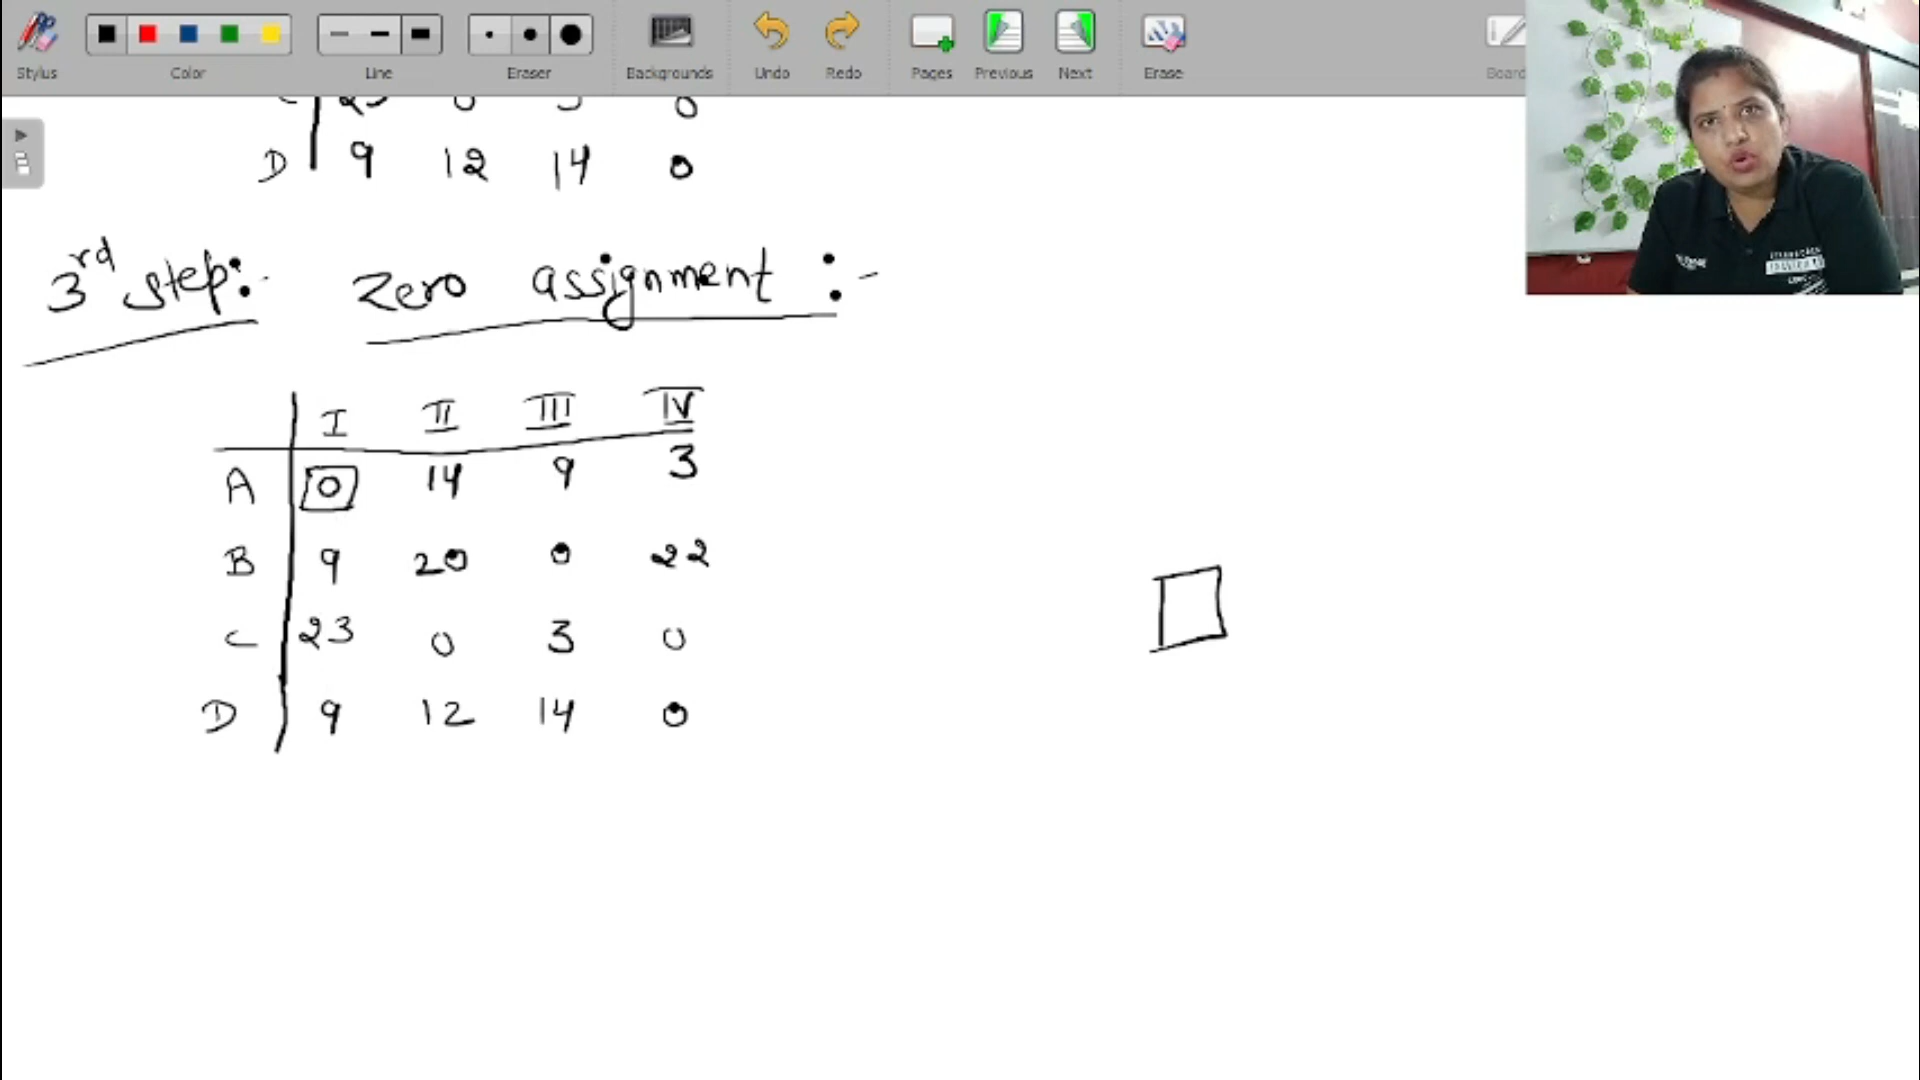 Stylus
Color
Line
Eraser
Backgrounds
Undo
Redo
Pages
Previous
Next
Erase
Board
D 9 12 14 0
3rd step:- Zero assignment :-
I II III IV
A 0 14 9 3
B 9 20 0 22
C 23 0 3 0
D 9 12 14 0